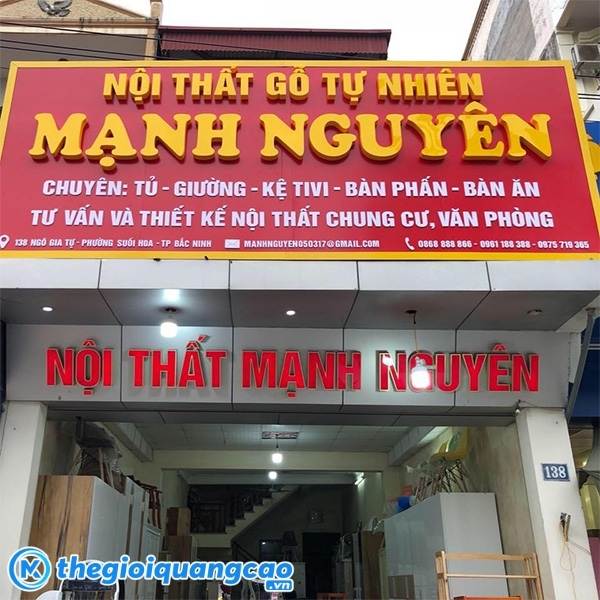 NỘI THẤT GỖ TỰ NHIÊN
MẠNH NGUYÊN
CHUYÊN: TỦ - GIƯỜNG - KỆ TIVI - BÀN PHẤN - BÀN ĂN
TƯ VẤN VÀ THIẾT KẾ NỘI THẤT CHUNG CƯ, VĂN PHÒNG
138 NGÔ GIA TỰ - PHƯỜNG SUỐI HOA - TP BẮC NINH MANHNGUYEN050317@GMAIL.COM 0868 888 866 - 0961 188 388 - 0975 719 365
NỘI THẤT MẠNH NGUYÊN
138
thegioiquangcao.vn